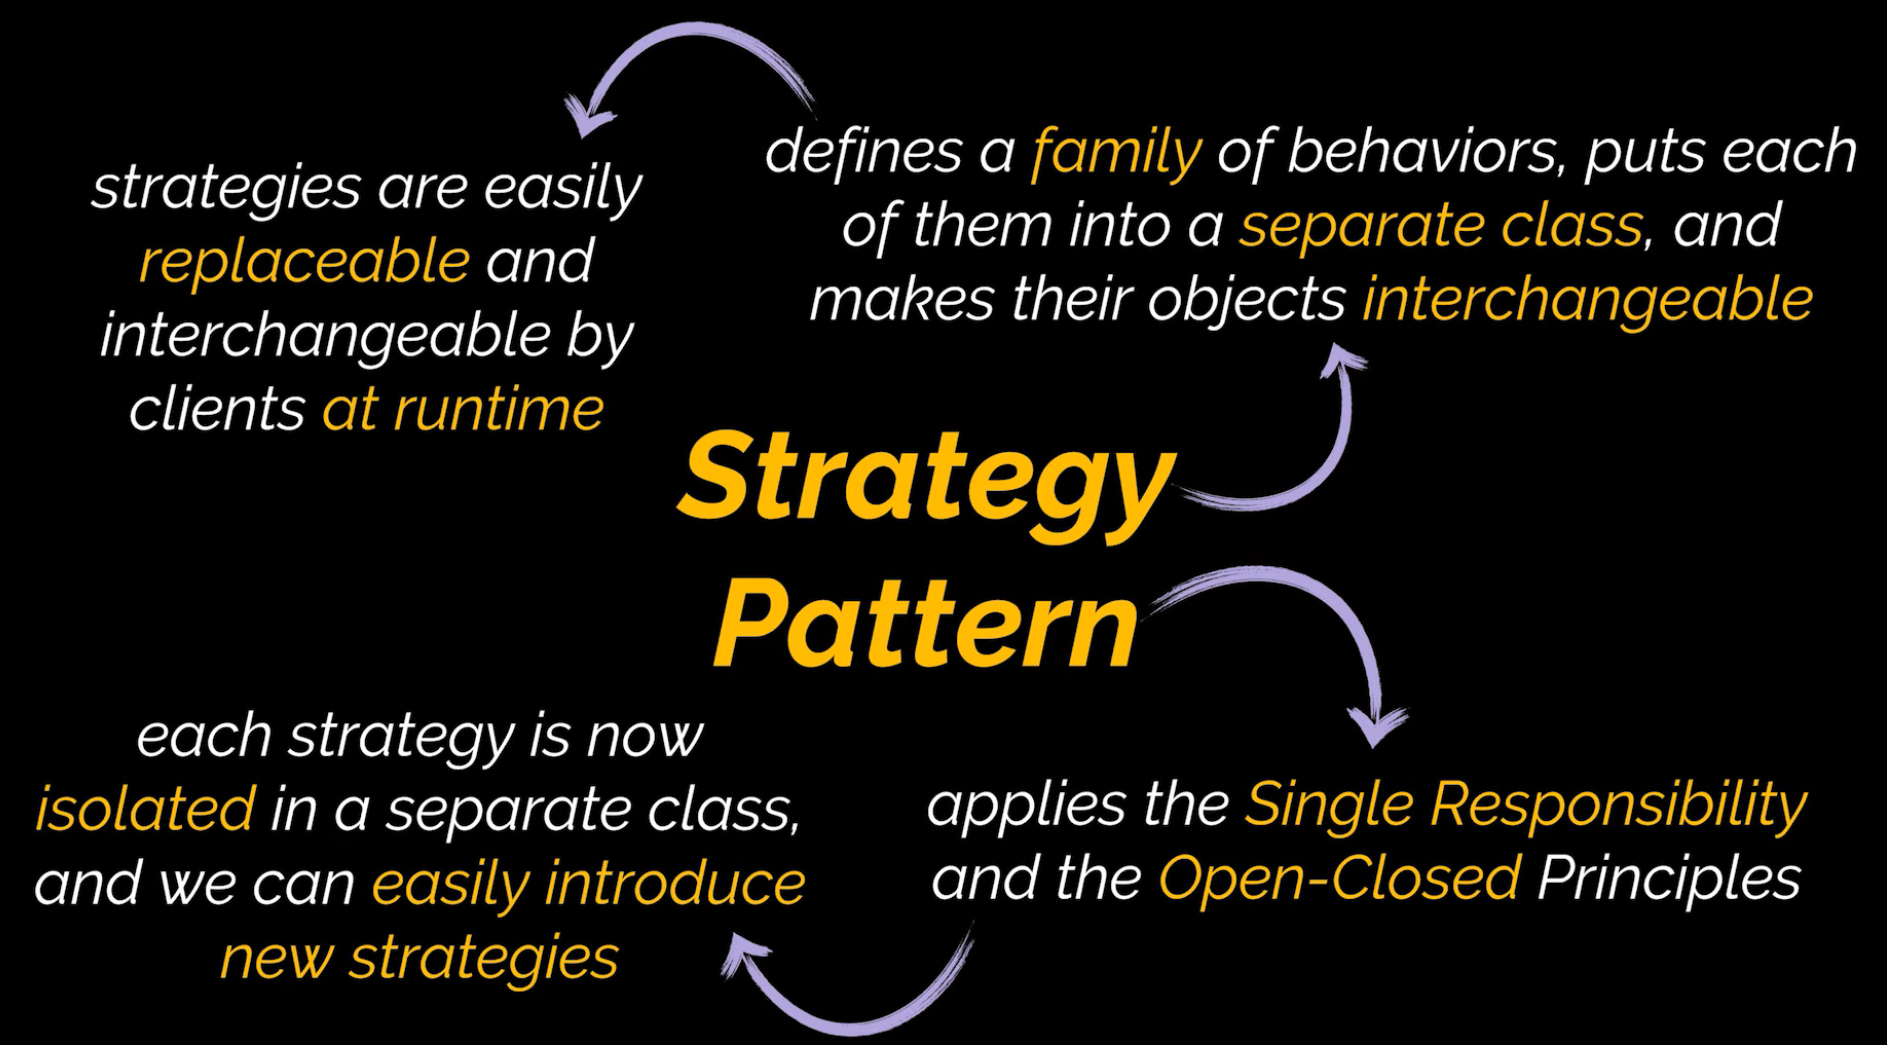 strategies are easily
replaceable and
interchangeable by
clients at runtime
defines a family of behaviors, puts each
of them into a separate class, and
makes their objects interchangeable
Strategy
Pattern
each strategy is now
isolated in a separate class,
and we can easily introduce
new strategies
applies the Single Responsibility
and the Open-Closed Principles